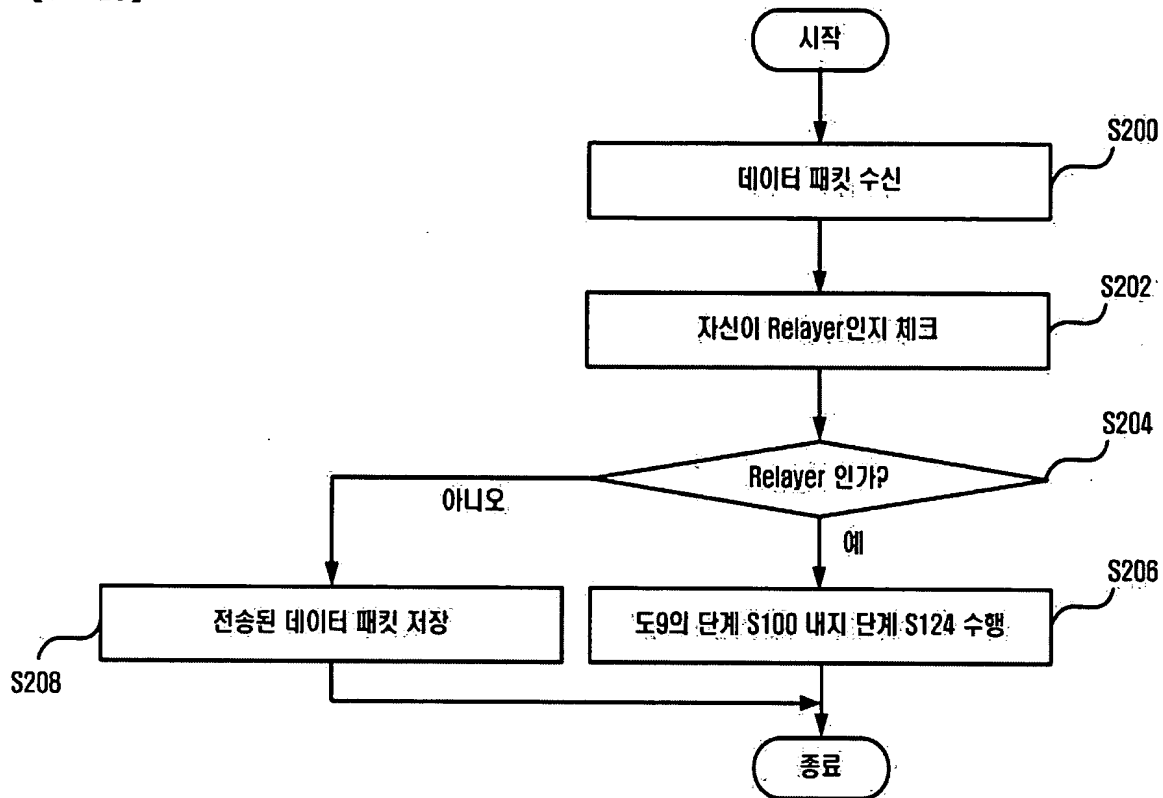 시작
S200
데이터 패킷 수신
S202
자신이 Relayer인지 체크
S204
Relayer 인가?
아니오
예
S206
전송된 데이터 패킷 저장
도9의 단계 S100 내지 단계 S124 수행
S208
종료